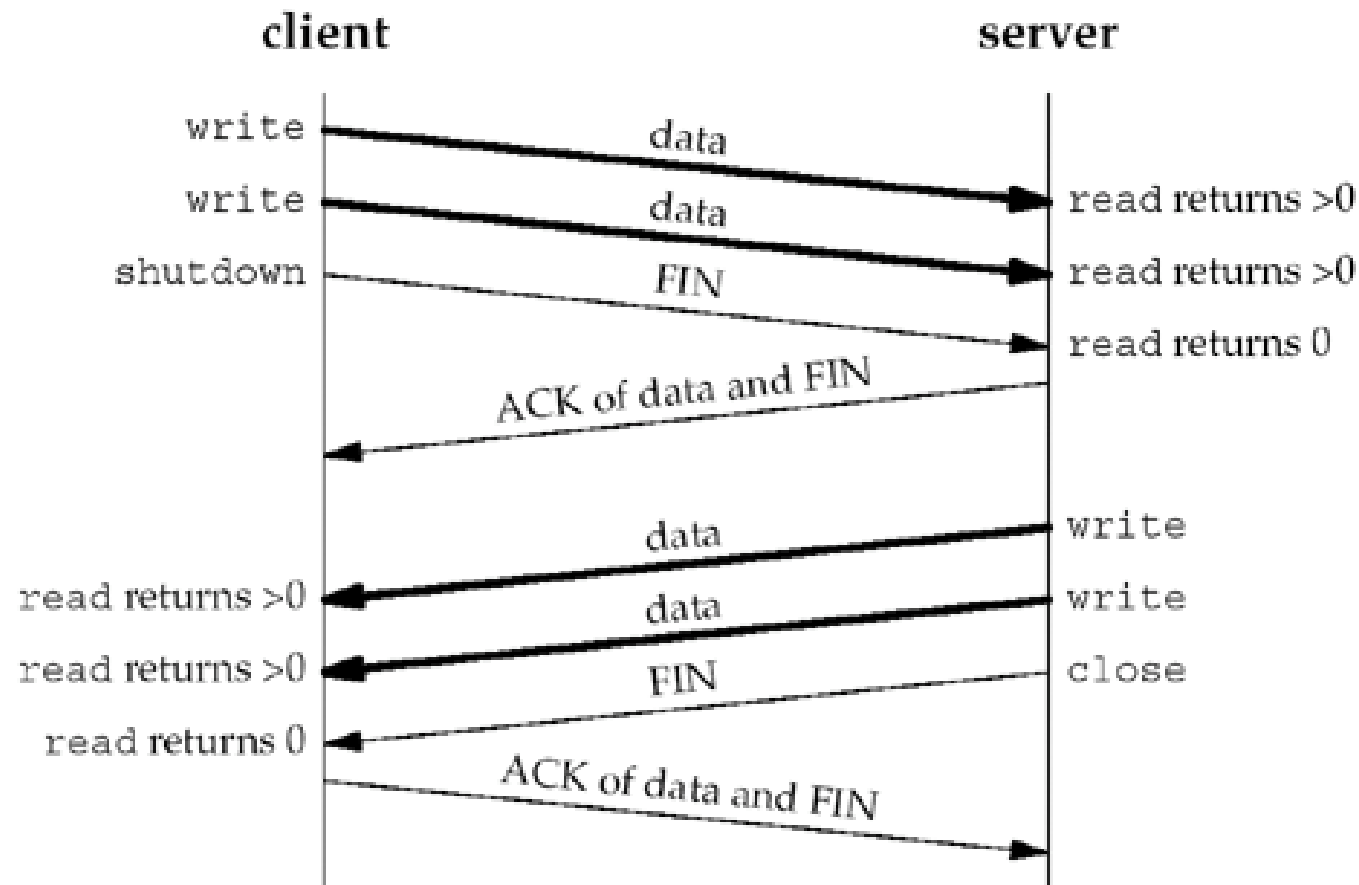 client server
write data
read returns >0
write data
read returns >0
shutdown FIN
read returns 0
ACK of data and FIN
data write
read returns >0
data write
read returns >0
FIN close
read returns 0
ACK of data and FIN